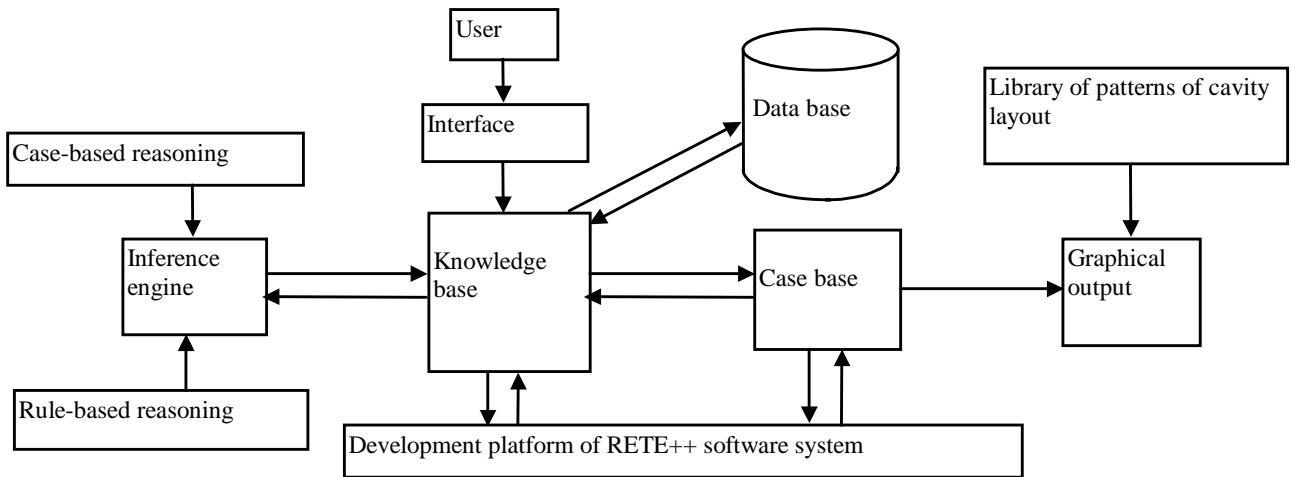 User
Interface
Data base
Library of patterns of cavity
layout
Case-based reasoning
Inference
engine
Knowledge
base
Case base
Graphical
output
Rule-based reasoning
Development platform of RETE++ software system